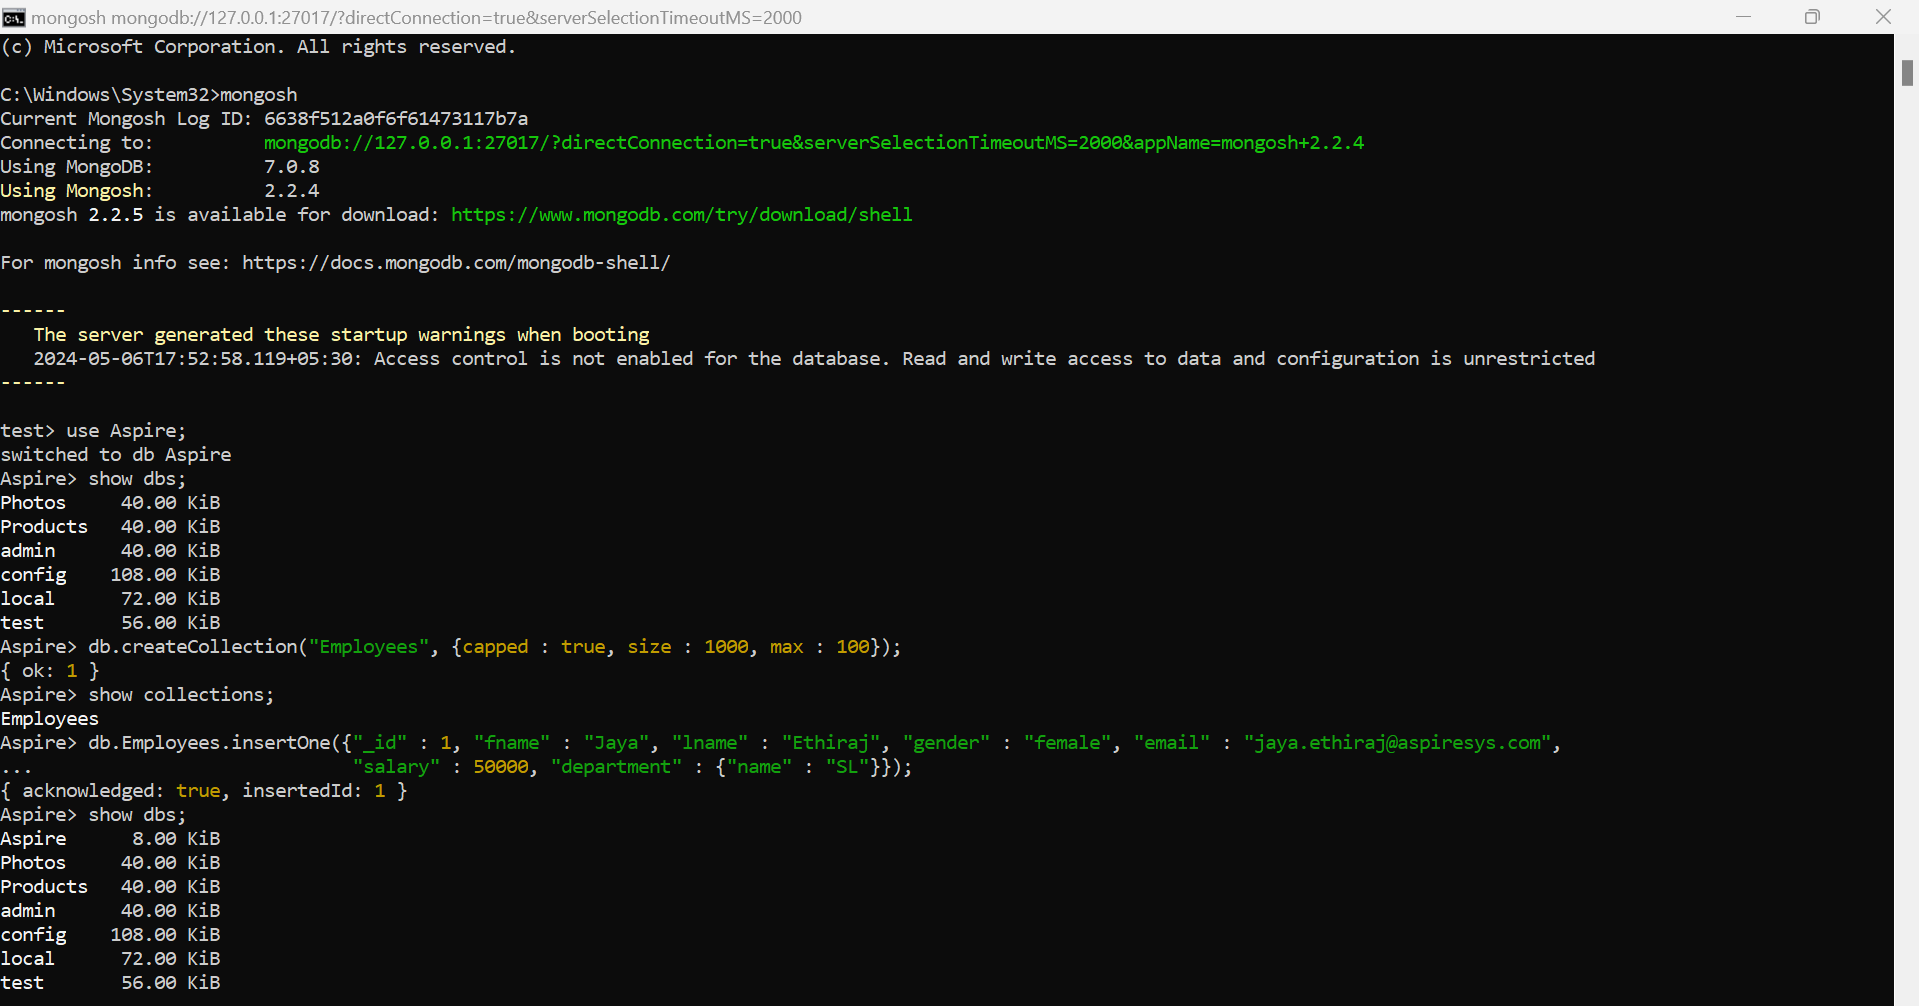 mongosh mongodb://127.0.0.1:27017/?directConnection=true&serverSelectionTimeoutMS=2000
(c) Microsoft Corporation. All rights reserved.
C:\Windows\System32>mongosh
Current Mongosh Log ID: 6638f512a0f6f61473117b7a
Connecting to:          mongodb://127.0.0.1:27017/?directConnection=true&serverSelectionTimeoutMS=2000&appName=mongosh+2.2.4
Using MongoDB:          7.0.8
Using Mongosh:          2.2.4
mongosh 2.2.5 is available for download: https://www.mongodb.com/try/download/shell
For mongosh info see: https://docs.mongodb.com/mongodb-shell/
------
   The server generated these startup warnings when booting
   2024-05-06T17:52:58.119+05:30: Access control is not enabled for the database. Read and write access to data and configuration is unrestricted
------
test> use Aspire;
switched to db Aspire
Aspire> show dbs;
Photos     40.00 KiB
Products   40.00 KiB
admin      40.00 KiB
config    108.00 KiB
local      72.00 KiB
test       56.00 KiB
Aspire> db.createCollection("Employees", {capped : true, size : 1000, max : 100});
{ ok: 1 }
Aspire> show collections;
Employees
Aspire> db.Employees.insertOne({"_id" : 1, "fname" : "Jaya", "lname" : "Ethiraj", "gender" : "female", "email" : "jaya.ethiraj@aspiresys.com",
...                             "salary" : 50000, "department" : {"name" : "SL"}});
{ acknowledged: true, insertedId: 1 }
Aspire> show dbs;
Aspire      8.00 KiB
Photos     40.00 KiB
Products   40.00 KiB
admin      40.00 KiB
config    108.00 KiB
local      72.00 KiB
test       56.00 KiB